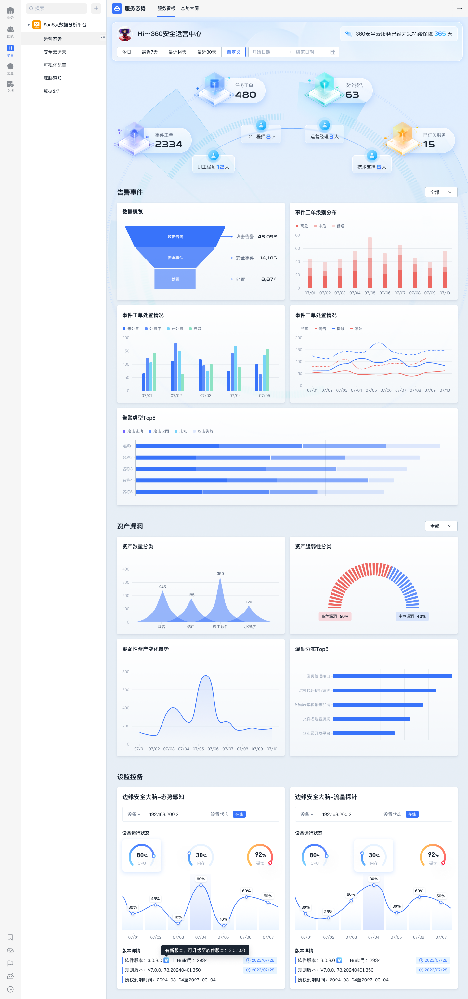 业务
团队
项目
消息
文档
搜索
SaaS大数据分析平台
运营态势
安全云运营
可视化配置
威胁感知
数据处理
服务态势
服务看板
态势大屏
Hi～360安全运营中心
360安全云服务已经为您持续保障 365 天
今日
最近7天
最近14天
最近30天
自定义
开始日期
结束日期
任务工单
480
安全报告
63
事件工单
2334
已订阅服务
15
L2工程师 8 人
运营经理 3 人
L1工程师 12 人
技术支撑 8 人
告警事件
全部
数据概览
攻击告警
安全事件
处置
攻击告警 48,092
安全事件 14,106
处置 8,874
事件工单级别分布
高危 中危 低危
80
60
40
20
0
07/01 07/02 07/03 07/04 07/05 07/06 07/07 07/08 07/09 07/10
事件工单处置情况
未处置 处置中 已处置 总数
200
150
100
50
0
07/01 07/02 07/03 07/04 07/05
事件工单处置情况
严重 警告 提醒 紧急
200
150
100
50
0
07/01 07/02 07/03 07/04 07/05 07/06 07/07 07/08 07/09 07/10
告警类型Top5
攻击成功 攻击企图 未知 攻击失败
名称1
名称2
名称3
名称4
名称5
资产漏洞
全部
资产数量分类
400
300
200
100
0
245
185
350
120
域名 端口 应用软件 小程序
资产脆弱性分类
高危漏洞 60%
中危漏洞 40%
脆弱性资产变化趋势
800
600
400
200
0
07/01 07/02 07/03 07/04 07/05 07/06 07/07 07/08 07/09 07/10
漏洞分布Top5
常见管理接口
远程代码执行漏洞
密码表单传输未加密
文件名泄露漏洞
企业级开发平台
设监控备
边缘安全大脑-态势感知
设备IP 192.168.200.2 设置状态 在线
设备运行状态
80%
CPU
30%
内存
92%
磁盘
30%
45%
12%
80%
10%
60%
50%
07/01 07/02 07/03 07/04 07/05 07/06 07/07
版本详情
有新版本，可升级至软件版本：3.0.10.0
软件版本：3.0.8.0 Build号：2934 2023/07/28
规则版本：V7.0.0.178.20240401.350 2023/07/28
授权到期时间：2024-03-04至2027-03-04
边缘安全大脑-流量探针
设备IP 192.168.200.2 设置状态 在线
设备运行状态
80%
CPU
30%
内存
92%
磁盘
30%
25%
60%
80%
30%
60%
50%
07/01 07/02 07/03 07/04 07/05 07/06 07/07
版本详情
软件版本：3.0.8.0 Build号：2934 2023/07/28
规则版本：V7.0.0.178.20240401.350 2023/07/28
授权到期时间：2024-03-04至2027-03-04